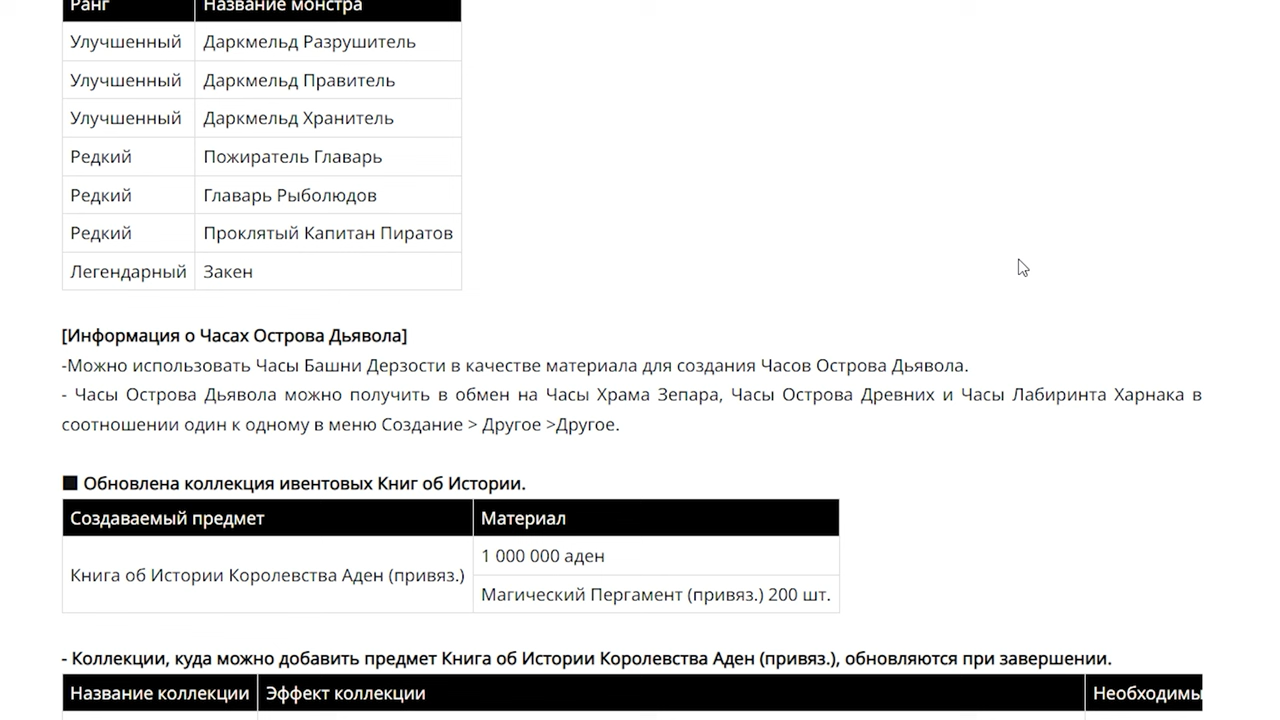 Ранг Название монстра
Улучшенный Даркмельд Разрушитель
Улучшенный Даркмельд Правитель
Улучшенный Даркмельд Хранитель
Редкий Пожиратель Главарь
Редкий Главарь Рыболюдов
Редкий Проклятый Капитан Пиратов
Легендарный Закен
[Информация о Часах Острова Дьявола]
-Можно использовать Часы Башни Дерзости в качестве материала для создания Часов Острова Дьявола.
- Часы Острова Дьявола можно получить в обмен на Часы Храма Зепара, Часы Острова Древних и Часы Лабиринта Харнака в
соотношении один к одному в меню Создание > Другое >Другое.
■ Обновлена коллекция ивентовых Книг об Истории.
Создаваемый предмет Материал
1 000 000 аден
Книга об Истории Королевства Аден (привяз.)
Магический Пергамент (привяз.) 200 шт.
- Коллекции, куда можно добавить предмет Книга об Истории Королевства Аден (привяз.), обновляются при завершении.
Название коллекции Эффект коллекции Необходимы